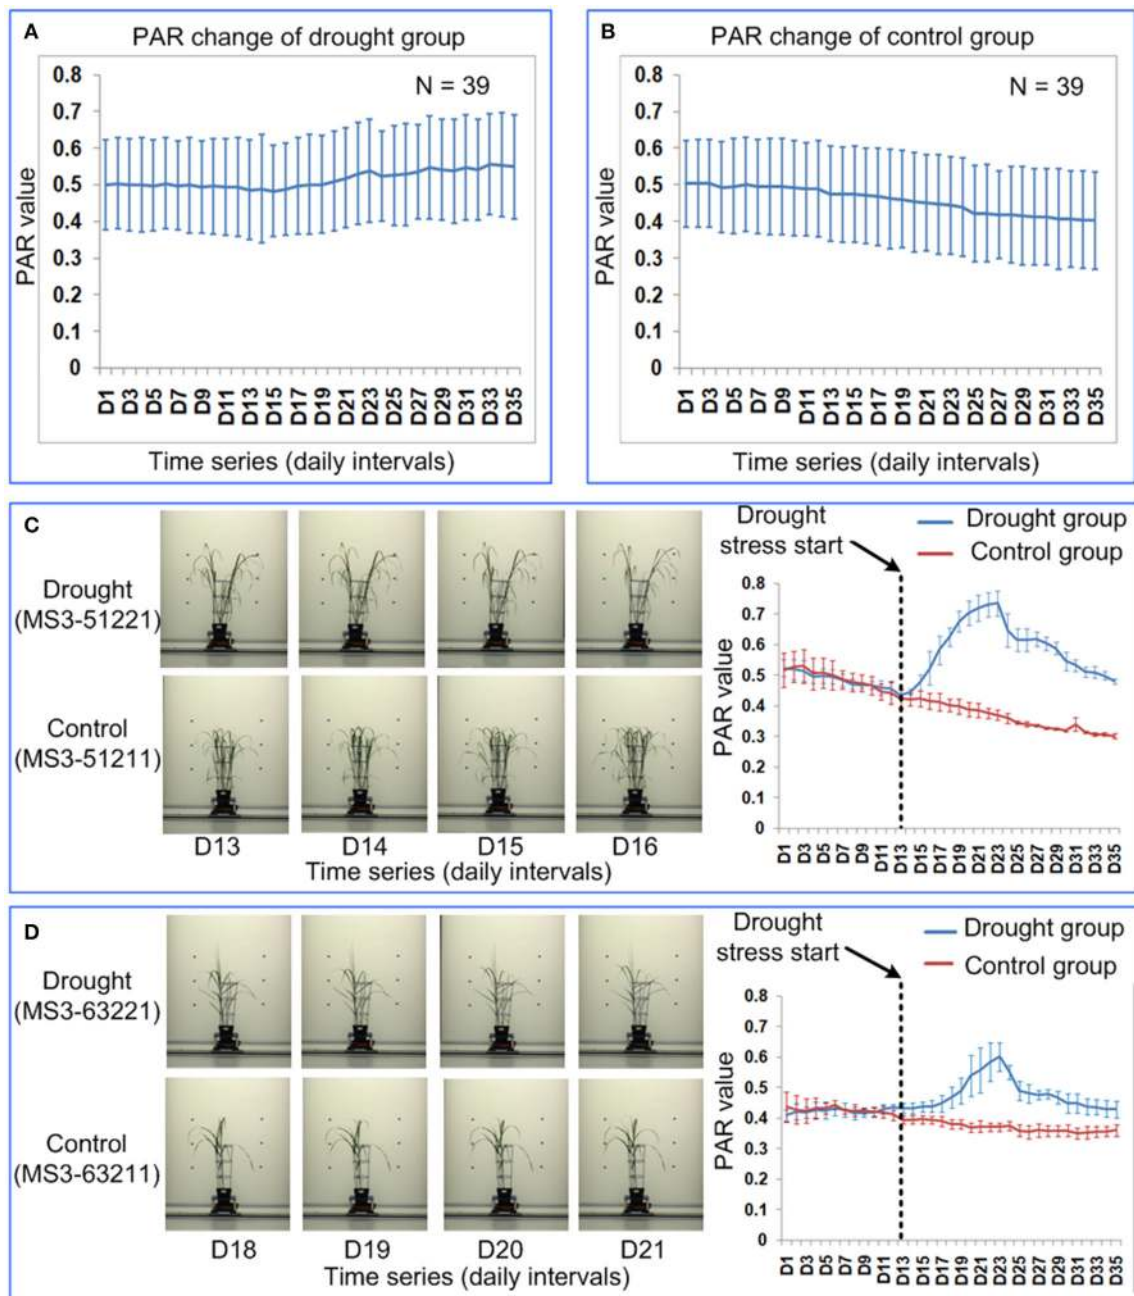 A
PAR change of drought group
N = 39
PAR value
0.8
0.7
0.6
0.5
0.4
0.3
0.2
0.1
0
D1 D3 D5 D7 D9 D11 D13 D15 D17 D19 D21 D23 D25 D27 D29 D31 D33 D35
Time series (daily intervals)
B
PAR change of control group
N = 39
PAR value
0.8
0.7
0.6
0.5
0.4
0.3
0.2
0.1
0
D1 D3 D5 D7 D9 D11 D13 D15 D17 D19 D21 D23 D25 D27 D29 D31 D33 D35
Time series (daily intervals)
C
Drought
(MS3-51221)
Control
(MS3-51211)
D13 D14 D15 D16
Time series (daily intervals)
Drought
stress start
Drought group
Control group
PAR value
0.8
0.7
0.6
0.5
0.4
0.3
0.2
0.1
0
D1 D3 D5 D7 D9 D11 D13 D15 D17 D19 D21 D23 D25 D27 D29 D31 D33 D35
D
Drought
(MS3-63221)
Control
(MS3-63211)
D18 D19 D20 D21
Time series (daily intervals)
Drought
stress start
Drought group
Control group
PAR value
0.8
0.7
0.6
0.5
0.4
0.3
0.2
0.1
0
D1 D3 D5 D7 D9 D11 D13 D15 D17 D19 D21 D23 D25 D27 D29 D31 D33 D35